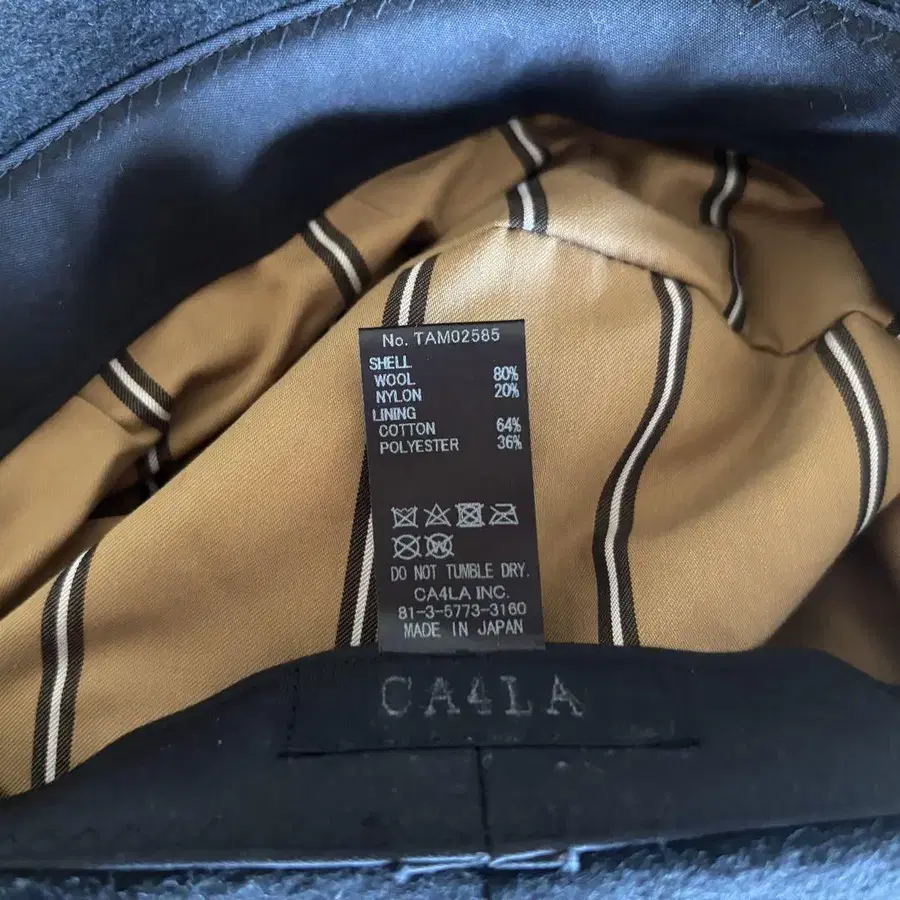 No. TAM02585
SHELL
WOOL 80%
NYLON 20%
LINING
COTTON 64%
POLYESTER 36%
DO NOT TUMBLE DRY.
CA4LA INC.
81-3-5773-3160
MADE IN JAPAN
CA4LA